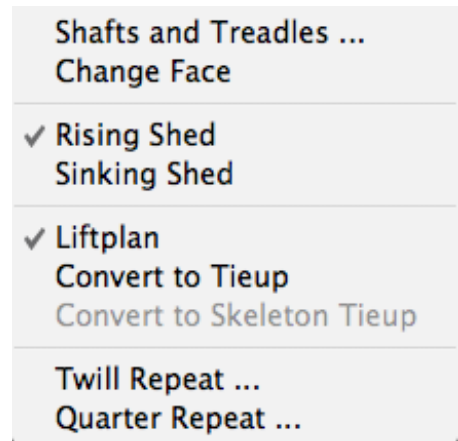 Shafts and Treadles ...
Change Face
✓ Rising Shed
Sinking Shed
✓ Liftplan
Convert to Tieup
Convert to Skeleton Tieup
Twill Repeat ...
Quarter Repeat ...